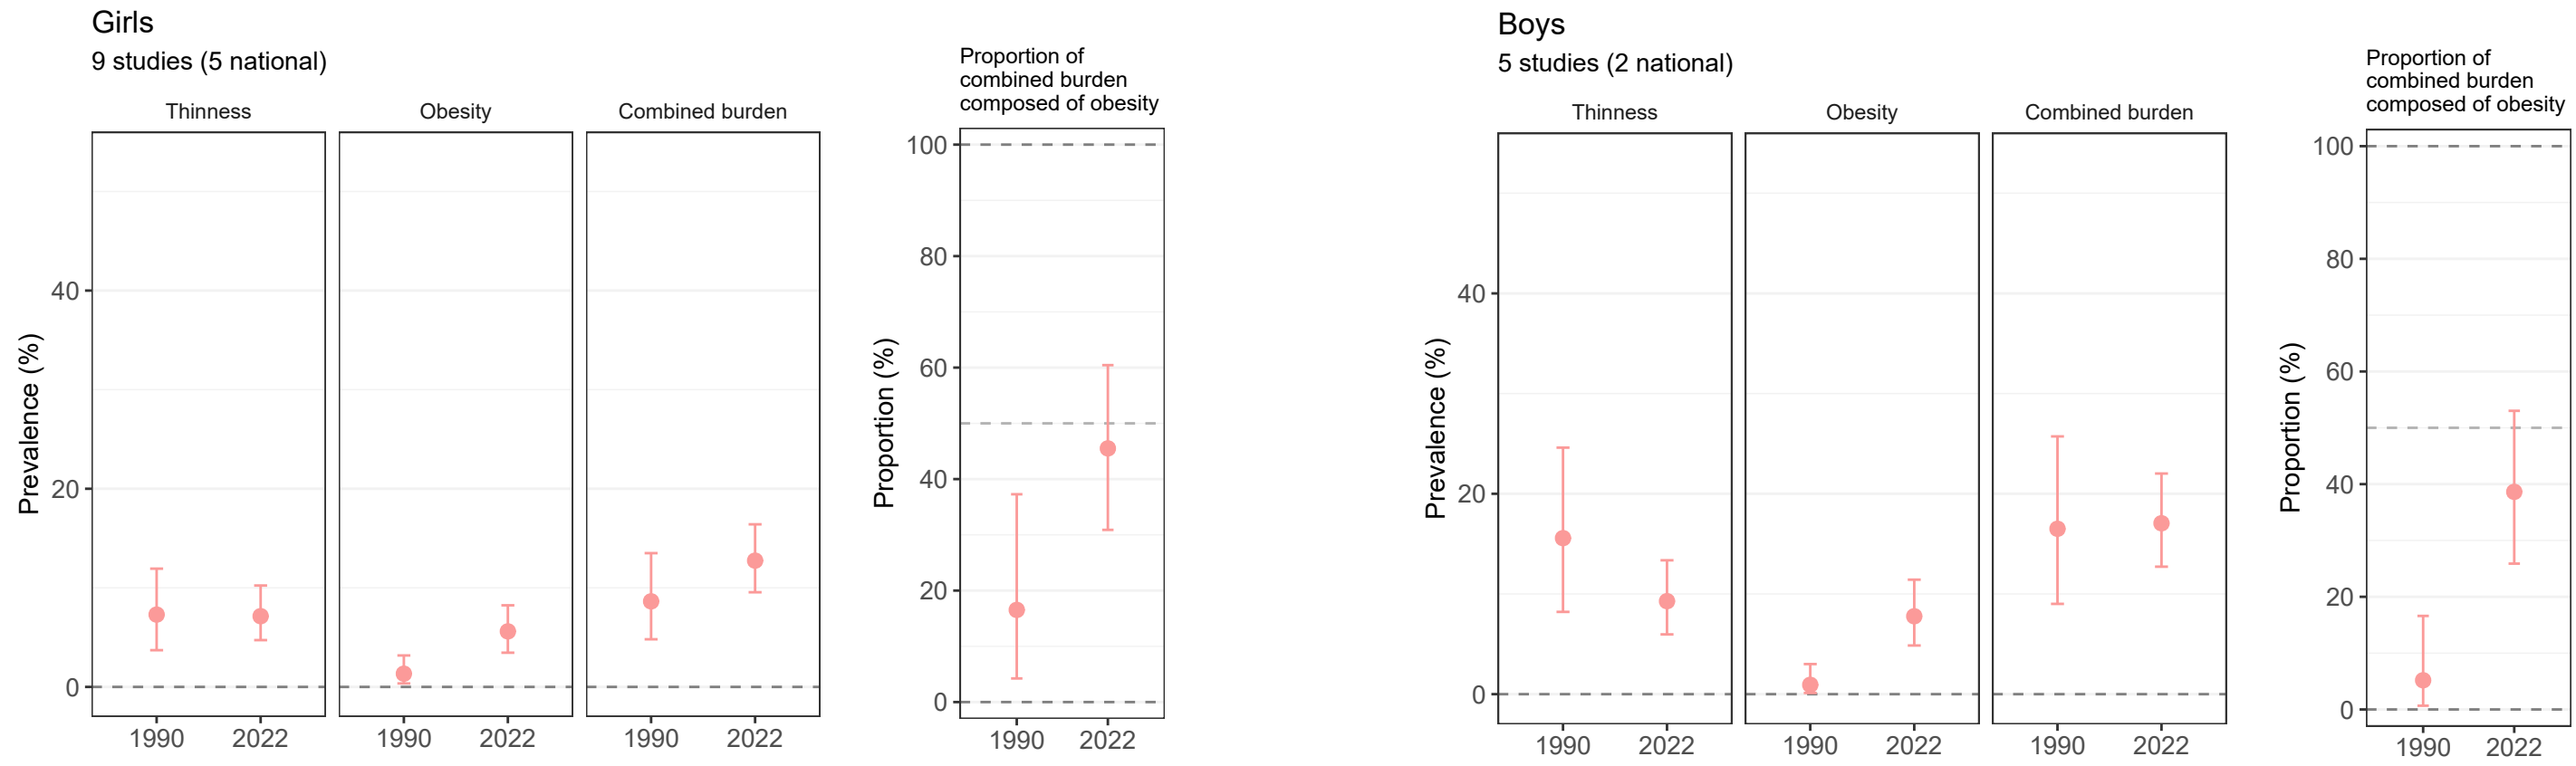 Girls
9 studies (5 national)
Thinness
Obesity
Combined burden
Prevalence (%)
40
20
0
1990 2022
1990 2022
1990 2022
Proportion of
combined burden
composed of obesity
Proportion (%)
100
80
60
40
20
0
1990 2022
Boys
5 studies (2 national)
Thinness
Obesity
Combined burden
Prevalence (%)
40
20
0
1990 2022
1990 2022
1990 2022
Proportion of
combined burden
composed of obesity
Proportion (%)
100
80
60
40
20
0
1990 2022